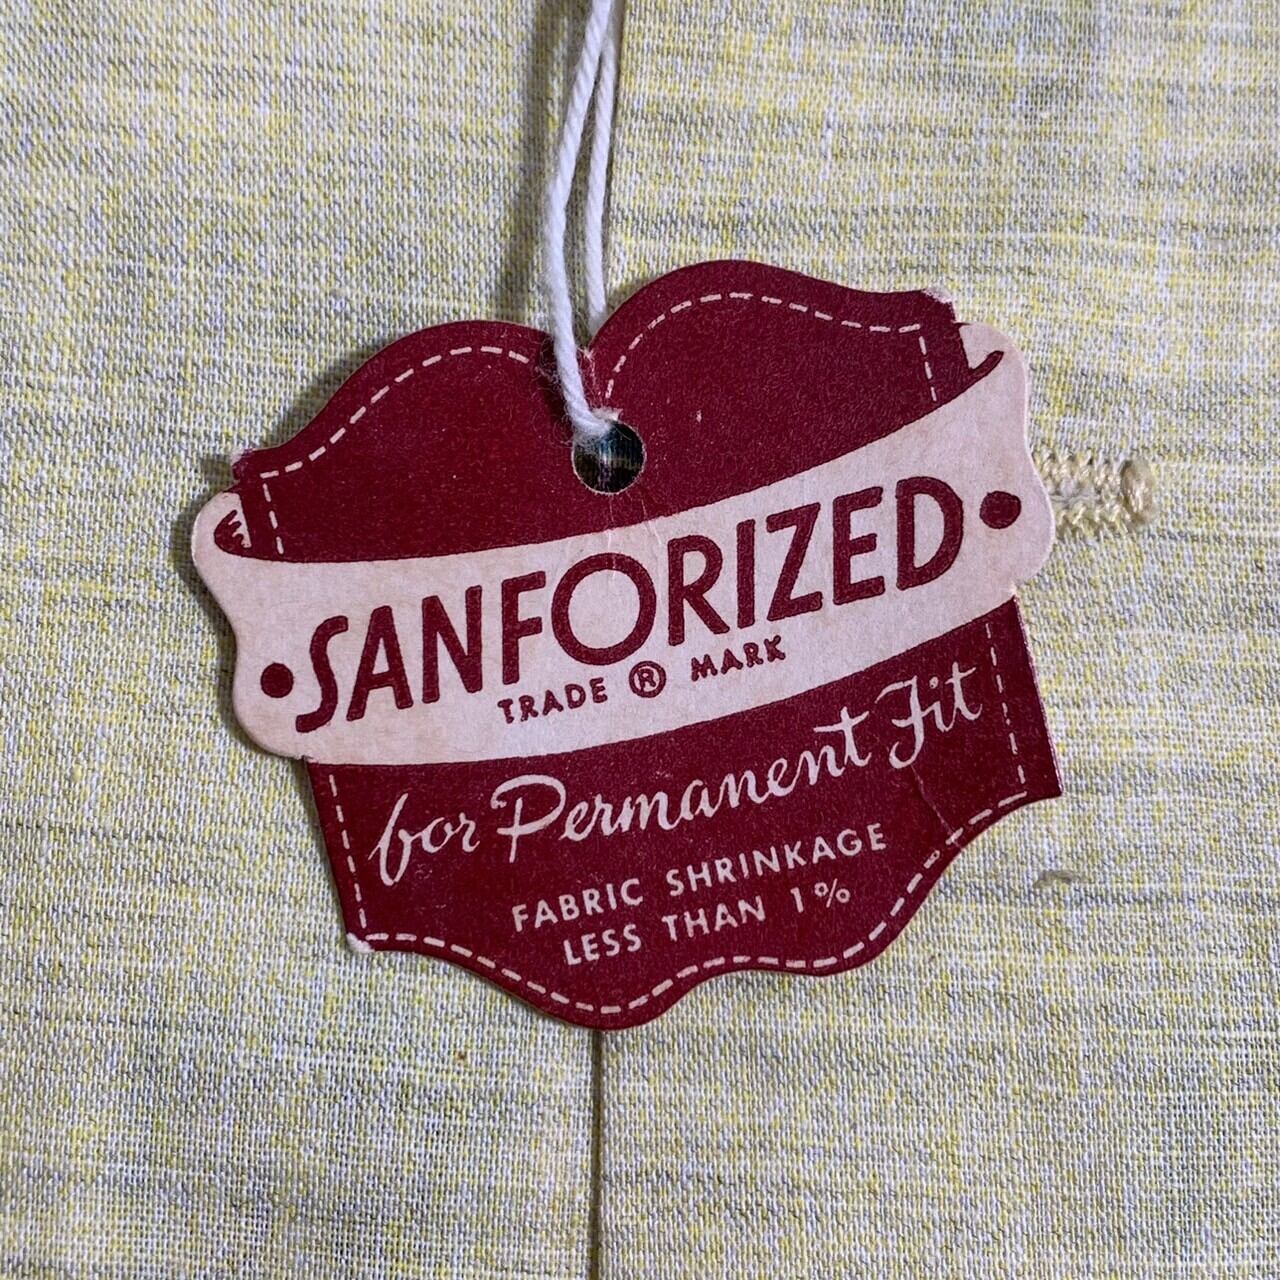 •SANFORIZED•
TRADE ® MARK
for Permanent Fit
FABRIC SHRINKAGE
LESS THAN 1%